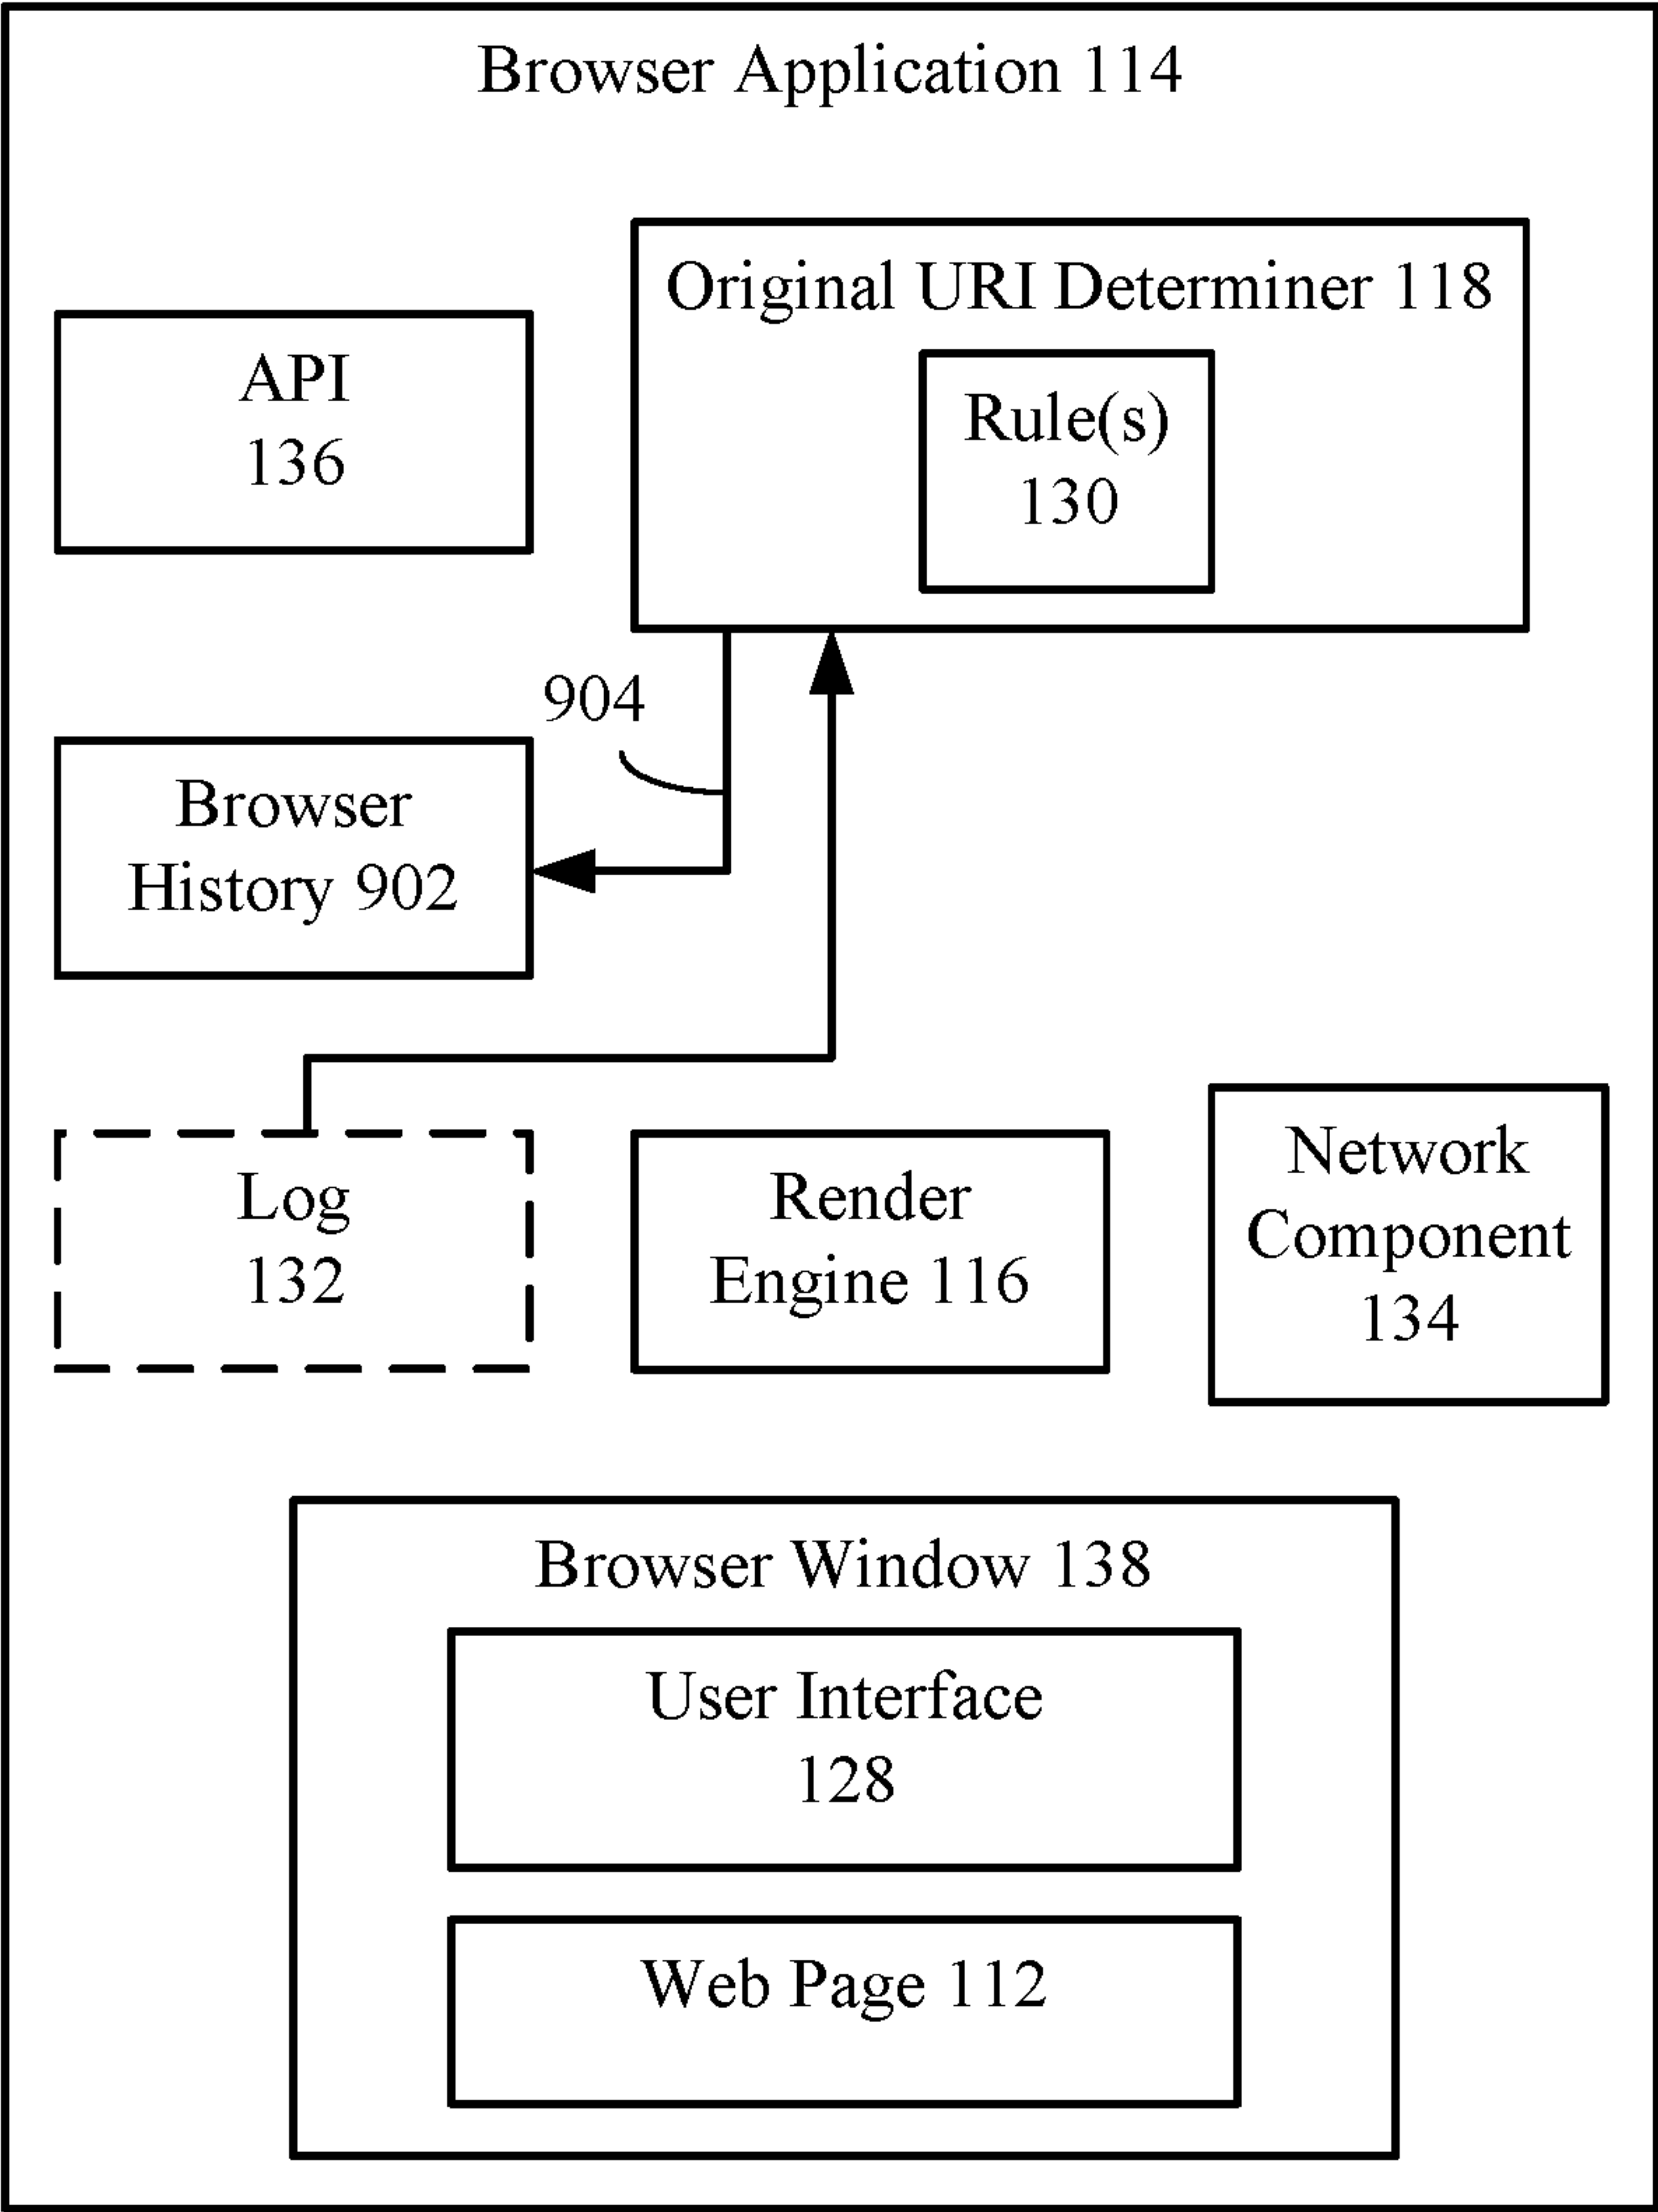 Browser Application 114
Original URI Determiner 118
API
136
Rule(s)
130
904
Browser
History 902
Log
132
Render
Engine 116
Network
Component
134
Browser Window 138
User Interface
128
Web Page 112